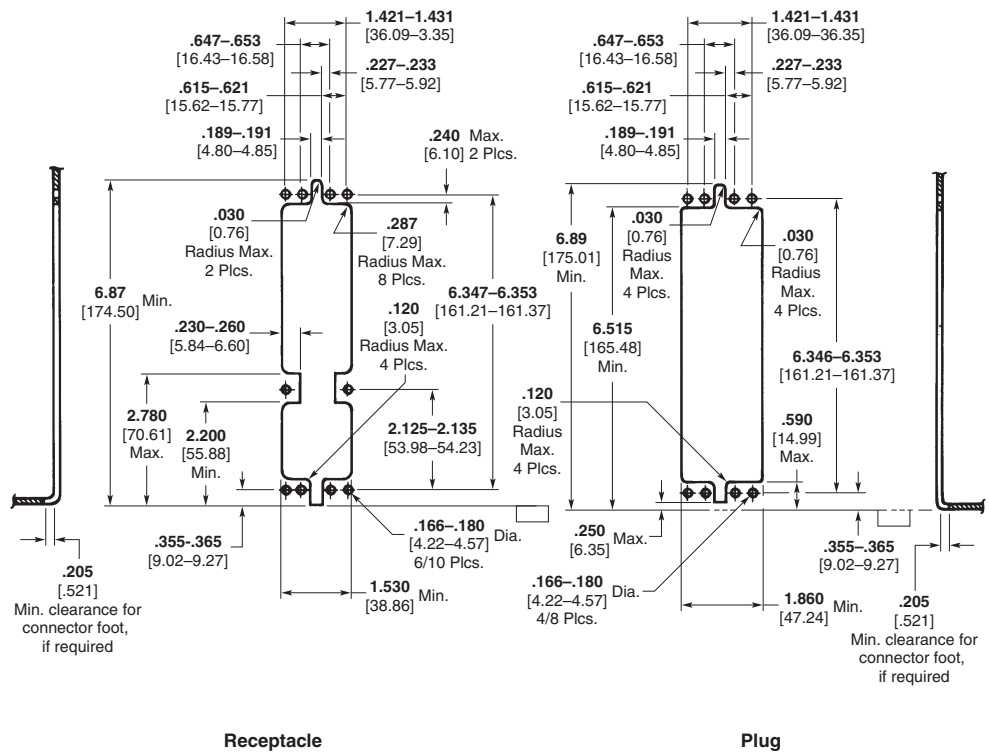 1.421–1.431
[36.09–3.35]
.647–.653
[16.43–16.58]
.227–.233
[5.77–5.92]
.615–.621
[15.62–15.77]
.189–.191
[4.80–4.85]
.240 Max.
[6.10] 2 Plcs.
.030
[0.76]
Radius Max.
2 Plcs.
.287
[7.29]
Radius Max.
8 Plcs.
6.87 Min.
[174.50]
.230–.260
[5.84–6.60]
.120
[3.05]
Radius Max.
4 Plcs.
6.347–6.353
[161.21–161.37]
2.780
[70.61]
Max.
2.200
[55.88]
Min.
2.125–2.135
[53.98–54.23]
.355-.365
[9.02–9.27]
.166–.180 Dia.
[4.22–4.57]
6/10 Plcs.
1.530 Min.
[38.86]
.205
[.521]
Min. clearance for
connector foot,
if required
Receptacle
1.421–1.431
[36.09–36.35]
.647–.653
[16.43–16.58]
.227–.233
[5.77–5.92]
.615–.621
[15.62–15.77]
.189–.191
[4.80–4.85]
.030
[0.76]
Radius
Max.
4 Plcs.
.030
[0.76]
Radius
Max.
4 Plcs.
6.89
[175.01]
Min.
6.515
[165.48]
Min.
6.346–6.353
[161.21–161.37]
.120
[3.05]
Radius
Max.
4 Plcs.
.590
[14.99]
Max.
.250 Max.
[6.35]
.355-.365
[9.02–9.27]
.166–.180 Dia.
[4.22–4.57]
4/8 Plcs.
1.860 Min.
[47.24]
.205
[.521]
Min. clearance for
connector foot,
if required
Plug